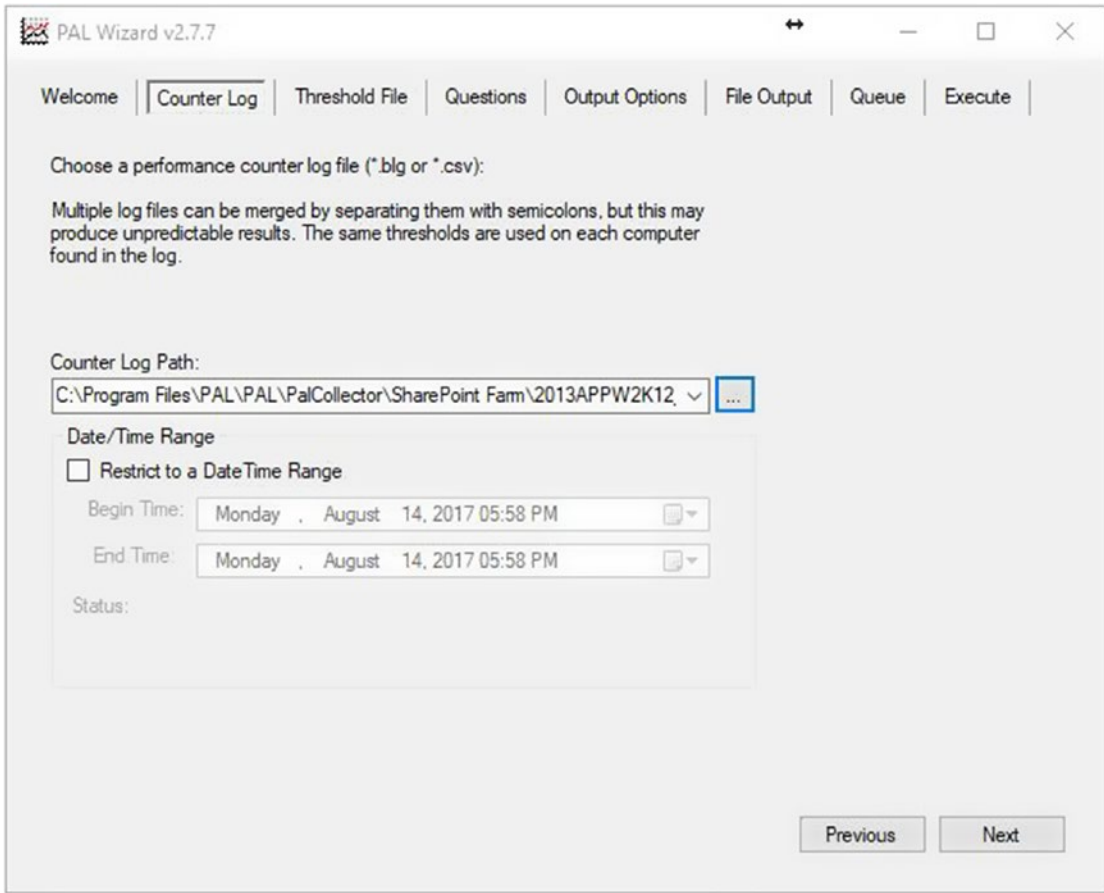 PAL Wizard v2.7.7
Welcome Counter Log Threshold File Questions Output Options File Output Queue Execute
Choose a performance counter log file (*.blg or *.csv):
Multiple log files can be merged by separating them with semicolons, but this may
produce unpredictable results. The same thresholds are used on each computer
found in the log.
Counter Log Path:
C:\Program Files\PAL\PAL\PalCollector\SharePoint Farm\2013APPW2K12_ ...
Date/Time Range
Restrict to a DateTime Range
Begin Time: Monday , August 14, 2017 05:58 PM
End Time: Monday , August 14, 2017 05:58 PM
Status:
Previous Next